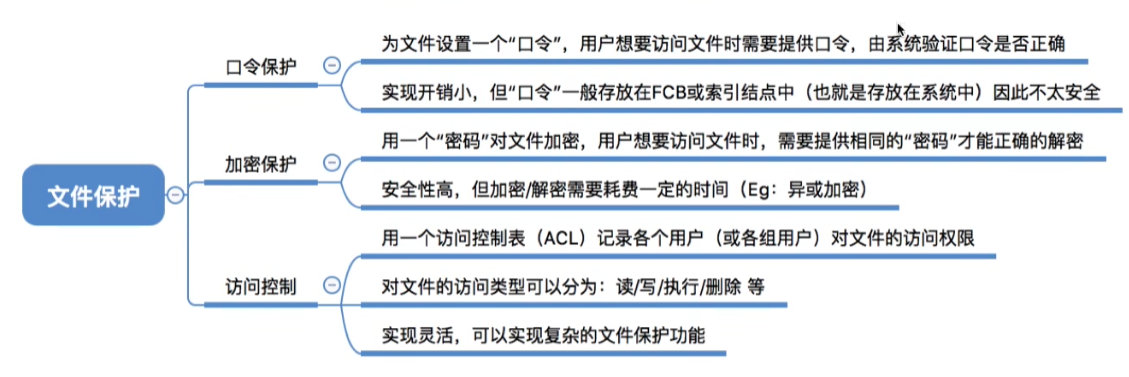 文件保护
口令保护
为文件设置一个“口令”，用户想要访问文件时需要提供口令，由系统验证口令是否正确
实现开销小，但“口令”一般存放在FCB或索引结点中（也就是存放在系统中）因此不太安全
加密保护
用一个“密码”对文件加密，用户想要访问文件时，需要提供相同的“密码”才能正确的解密
安全性高，但加密/解密需要耗费一定的时间（Eg：异或加密）
访问控制
用一个访问控制表（ACL）记录各个用户（或各组用户）对文件的访问权限
对文件的访问类型可以分为：读/写/执行/删除 等
实现灵活，可以实现复杂的文件保护功能